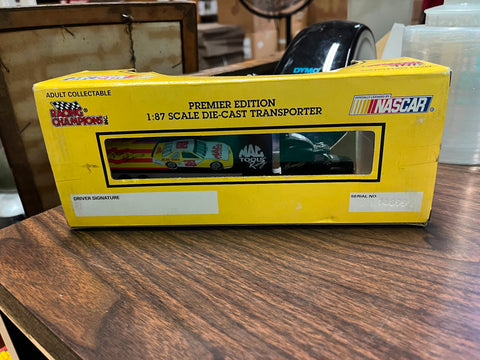 ADULT COLLECTABLE
RACING
CHAMPIONS
PREMIER EDITION
1:87 SCALE DIE-CAST TRANSPORTER
NASCAR
MAC
TOOLS
DRIVER SIGNATURE
SERIAL NO.
DYMO